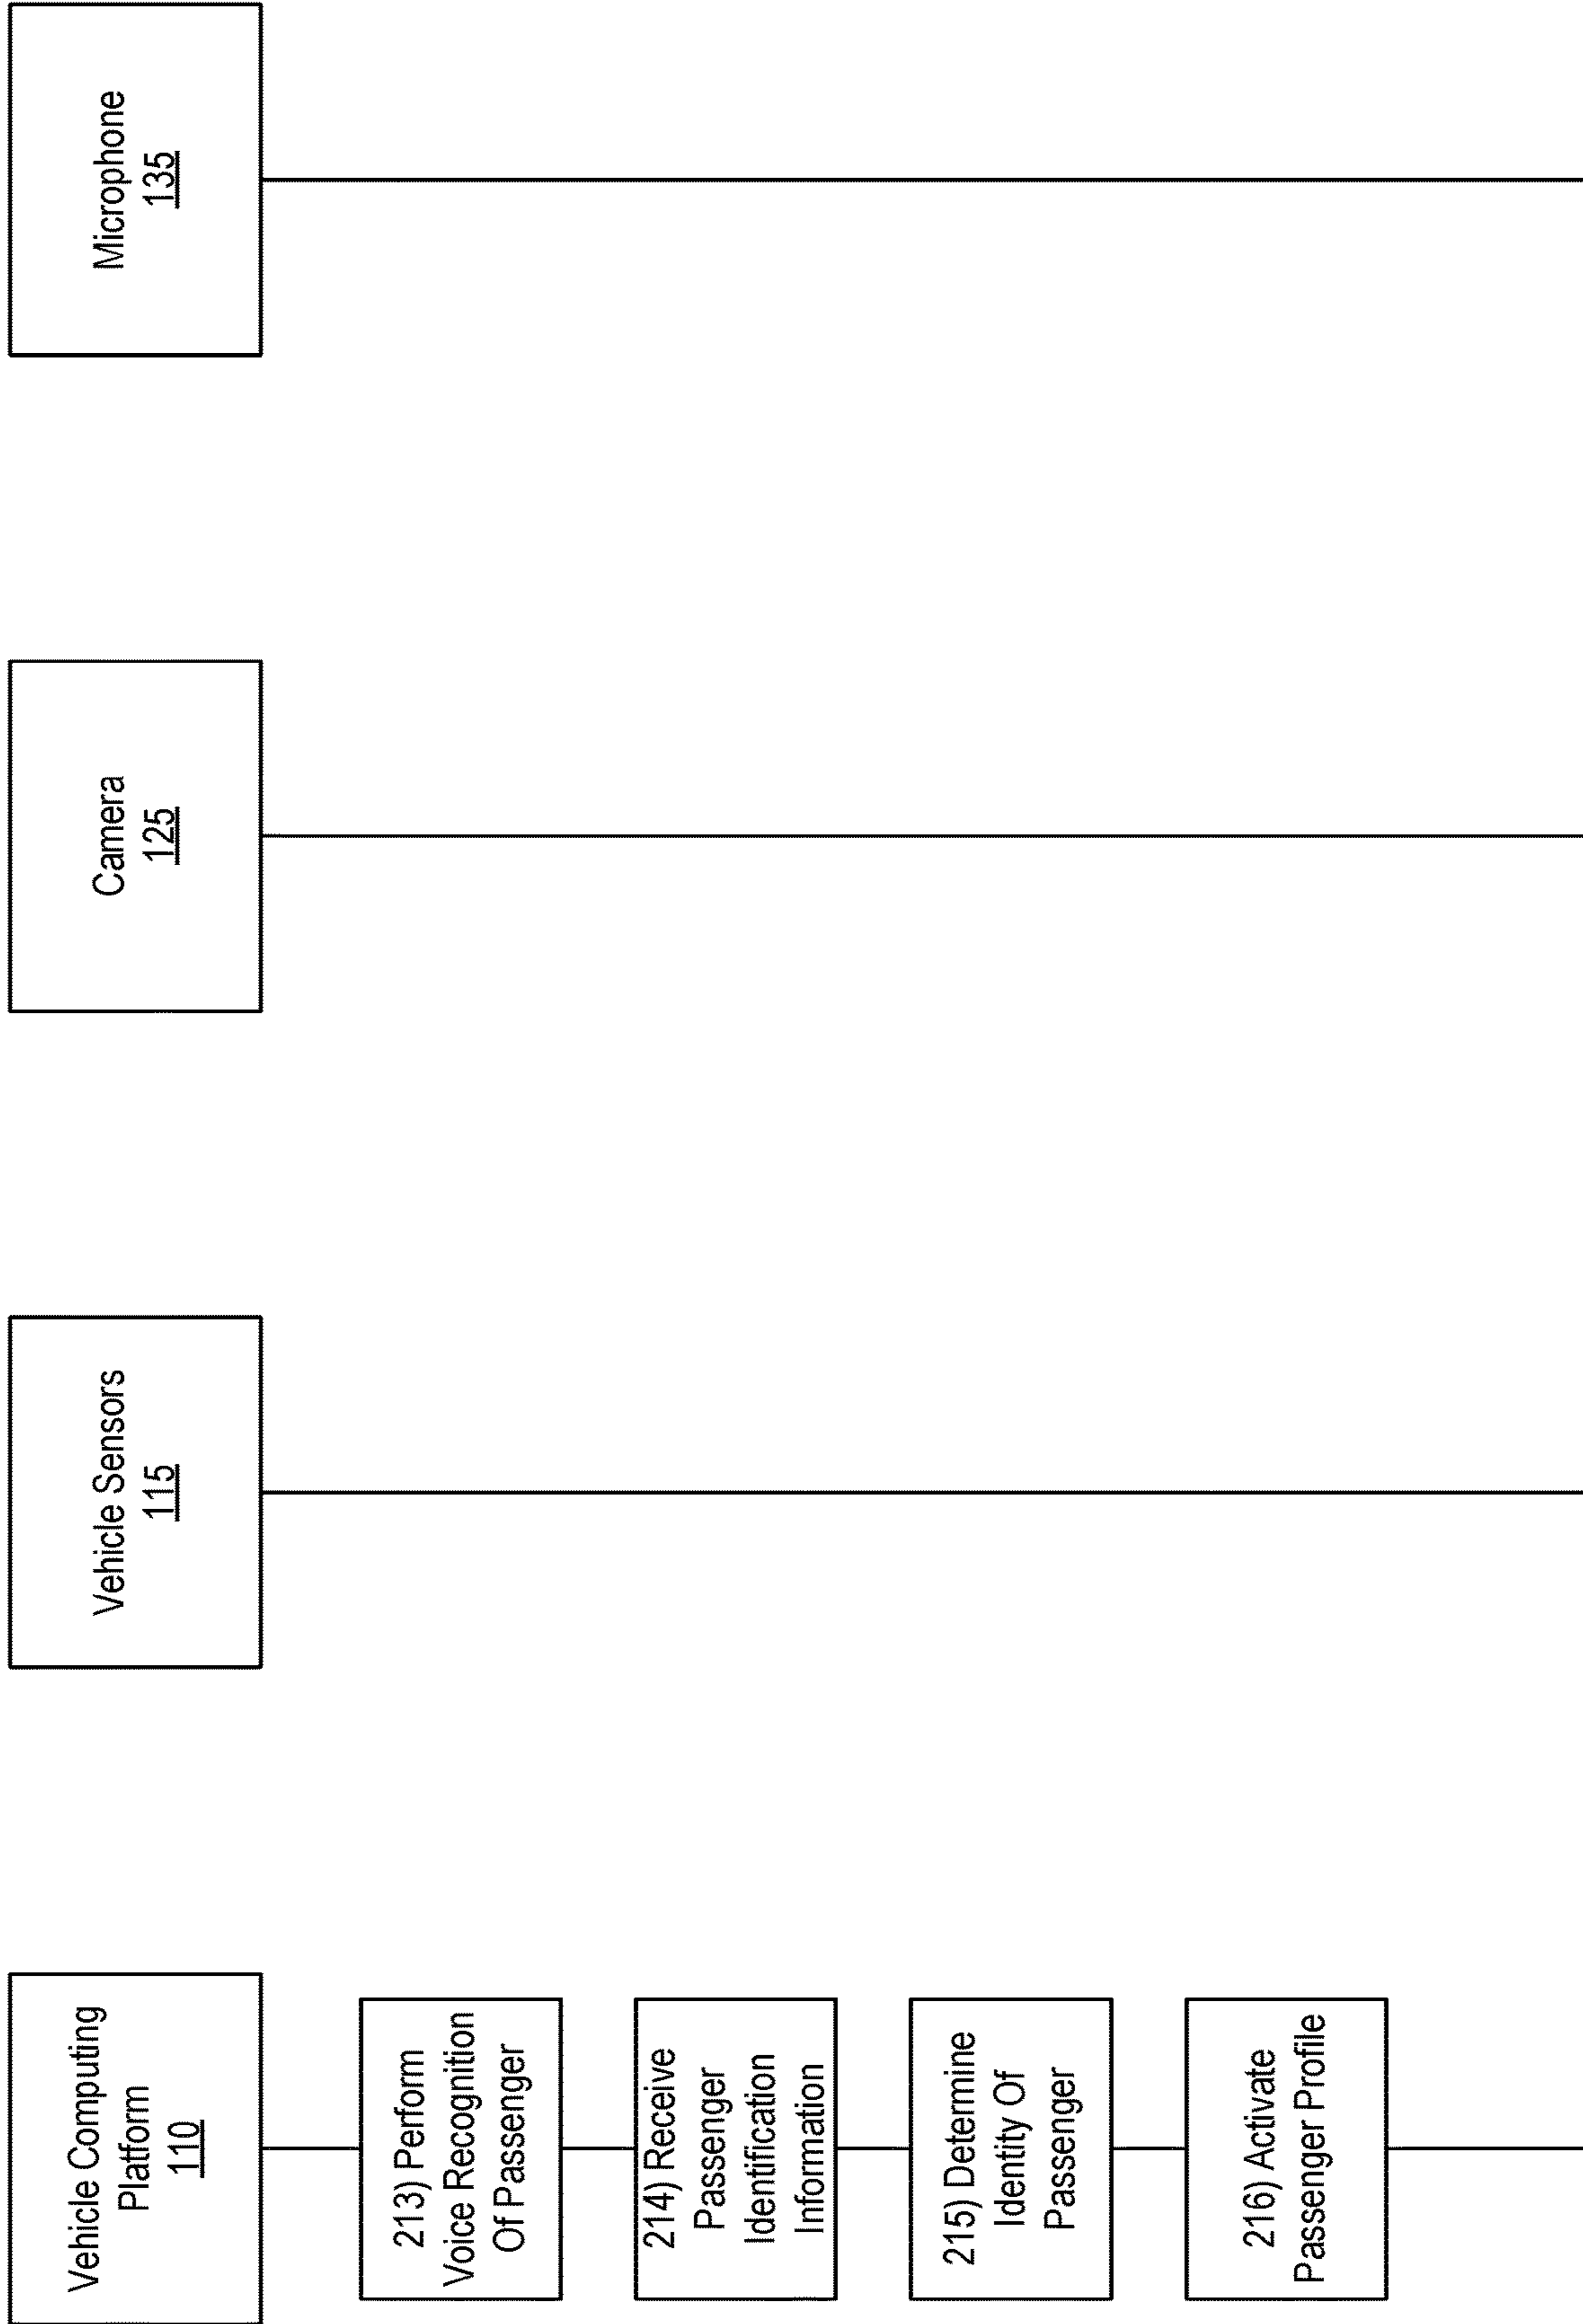 Vehicle Computing
Platform
110
Vehicle Sensors
115
Camera
125
Microphone
135
213) Perform
Voice Recognition
Of Passenger
214) Receive
Passenger
Identification
Information
215) Determine
Identity Of
Passenger
216) Activate
Passenger Profile